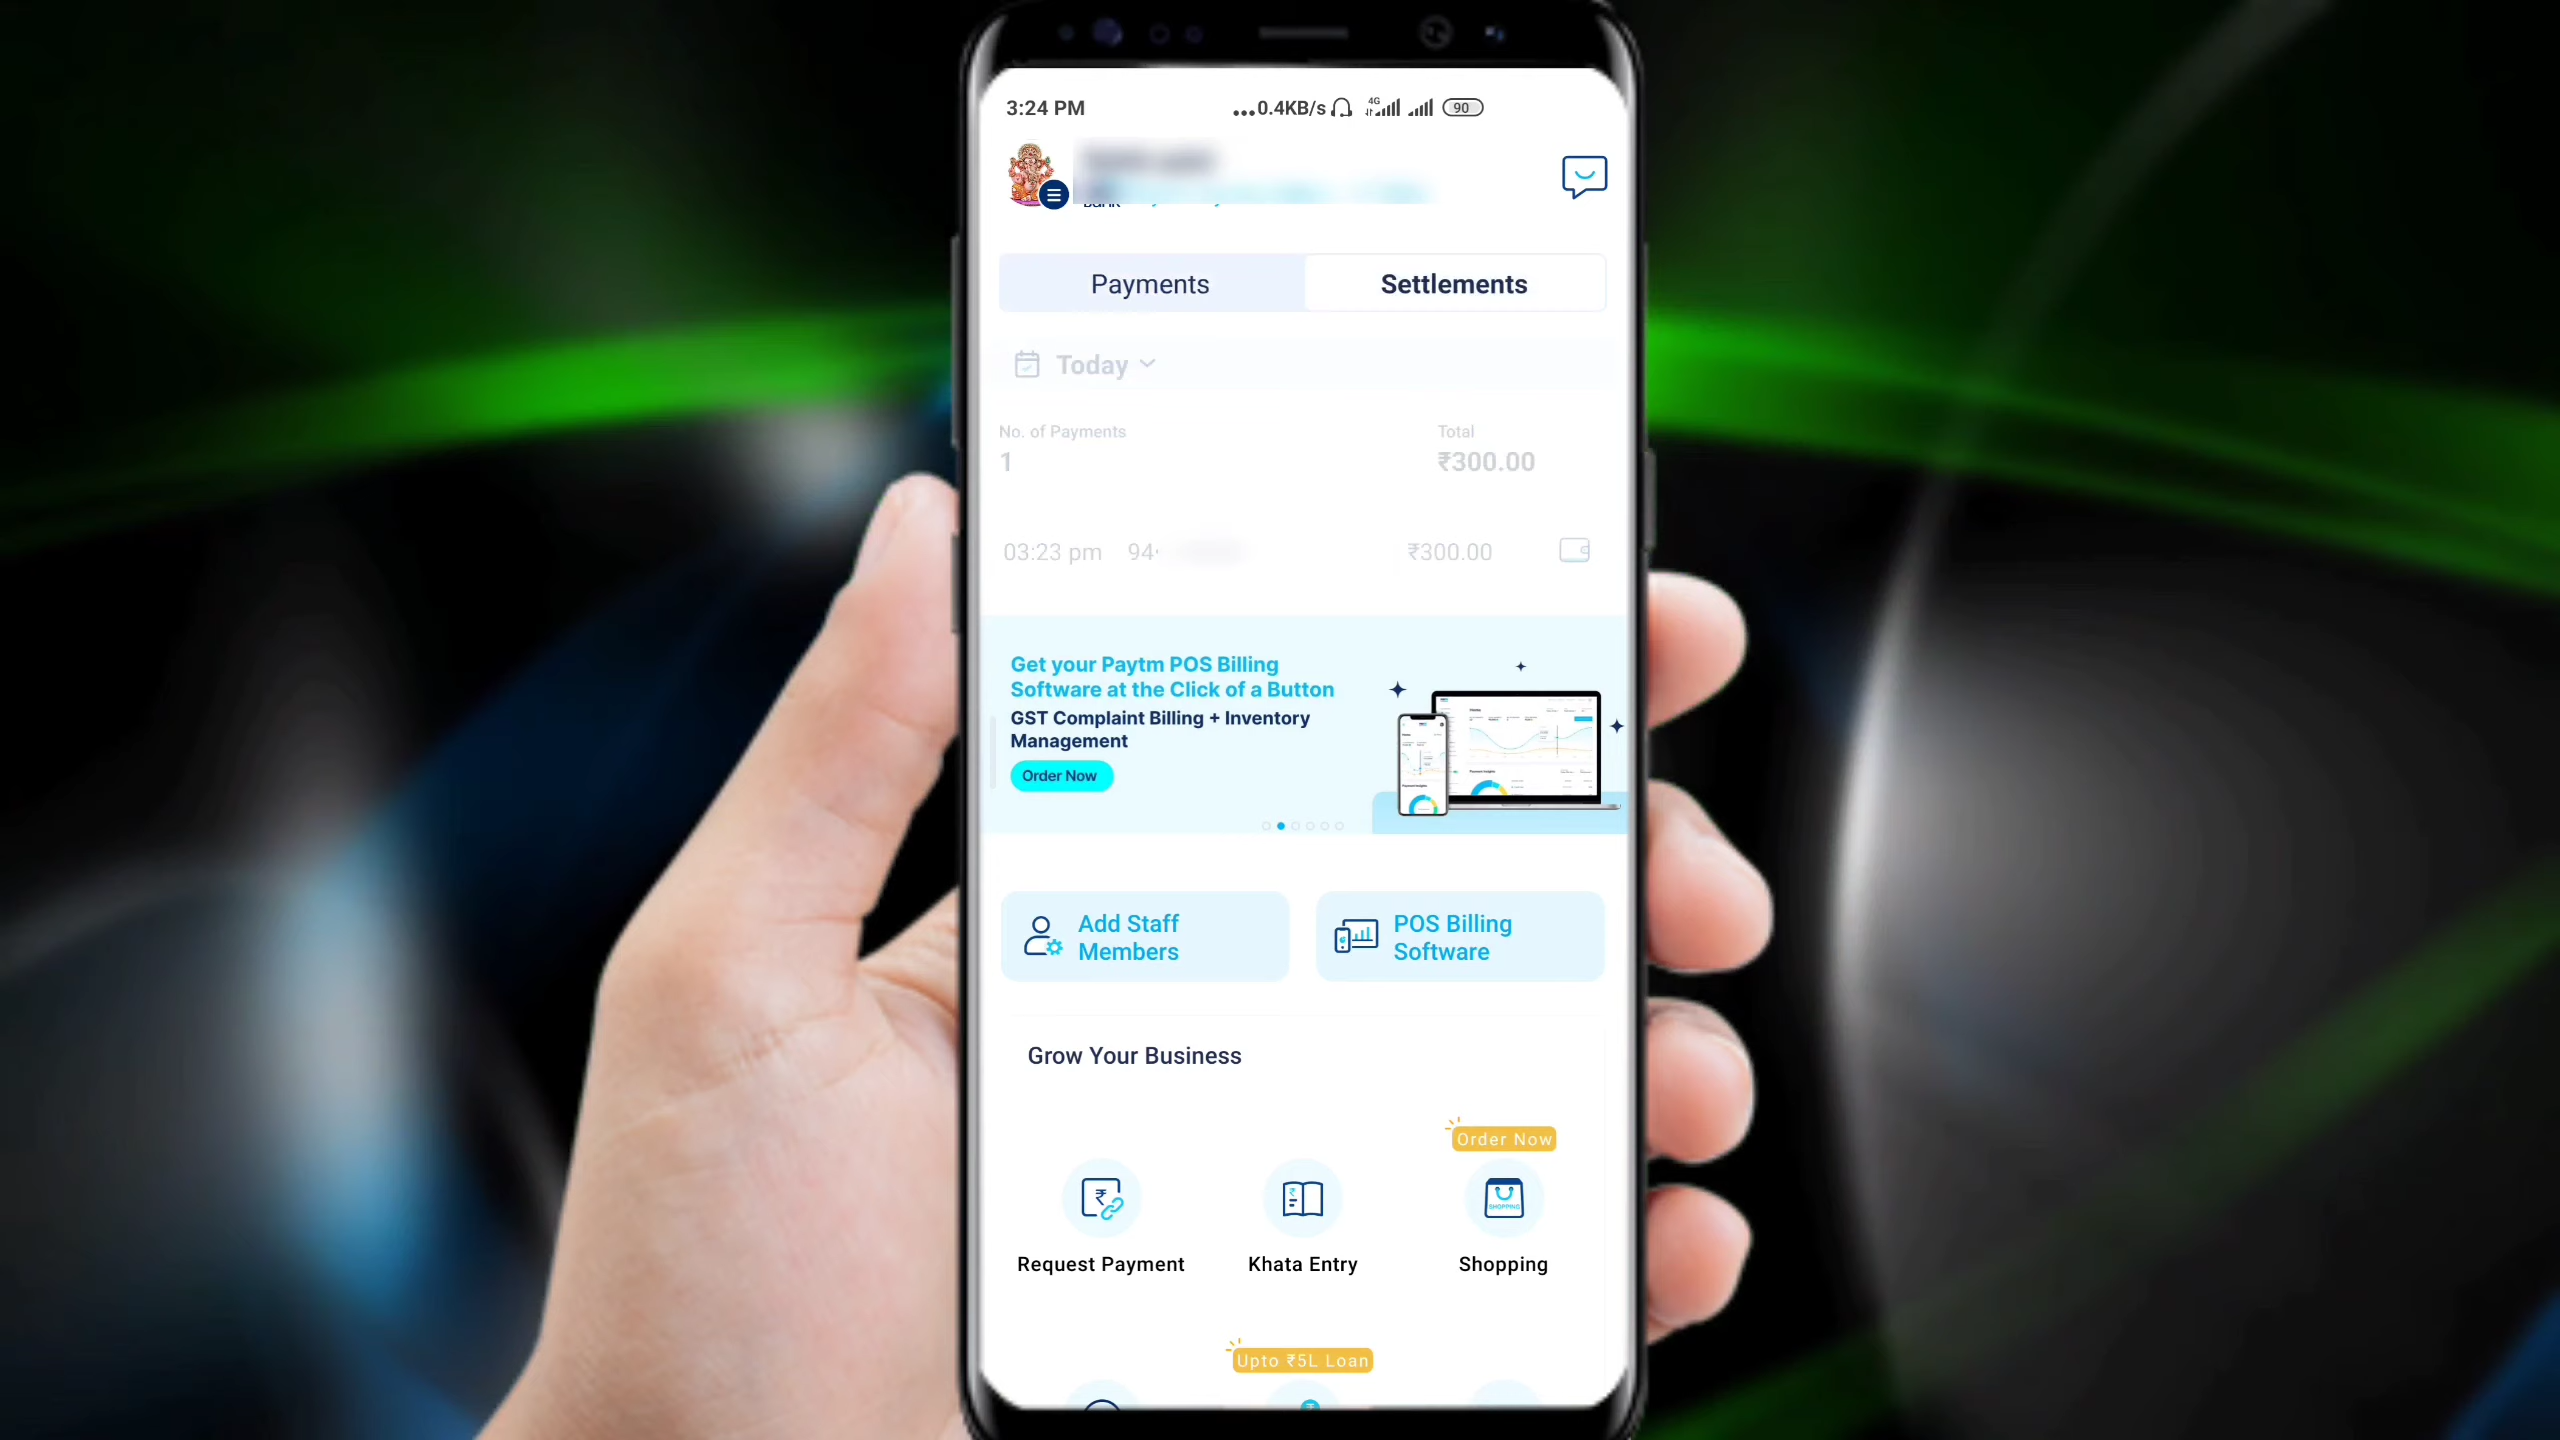 3:24 PM
...0.4KB/s 4G 90
Payments Settlements
Today
No. of Payments Total
1 ₹300.00
03:23 pm 94 ₹300.00
Get your Paytm POS Billing
Software at the Click of a Button
GST Complaint Billing + Inventory
Management
Order Now
Add Staff
Members
POS Billing
Software
Grow Your Business
Order Now
SHOPPING
Request Payment Khata Entry Shopping
Upto ₹5L Loan